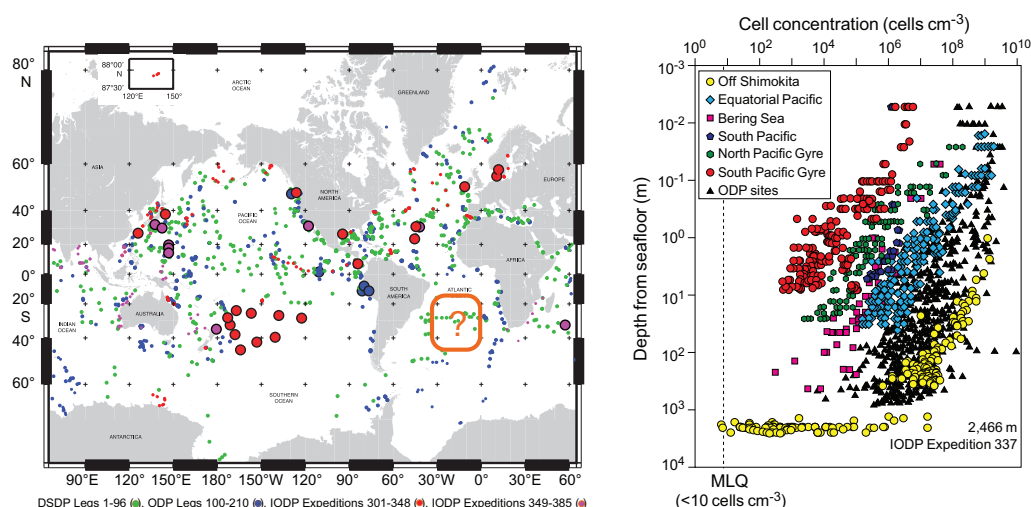 80°
N
60°
40°
20°
0°
20°
S
40°
60°
88°00'
N
87°30'
120°E
150°
ARCTIC
OCEAN
GREENLAND
ASIA
NORTH
AMERICA
EUROPE
PACIFIC
OCEAN
AFRICA
SOUTH
AMERICA
ATLANTIC
?
AUSTRALIA
INDIAN
OCEAN
SOUTHERN
OCEAN
ANTARCTICA
90°E
120°
150°
180°
150°W
120°
90°
60°
30°
0°
30°
60°
DSDP Legs 1-96 ( ), ODP Legs 100-210 ( ), IODP Expeditions 301-348 ( ), IODP Expeditions 349-385 ( )
Cell concentration (cells cm-3)
10⁰
10²
10⁴
10⁶
10⁸
10¹⁰
Depth from seafloor (m)
10-3
10-2
10-1
10⁰
10¹
10²
10³
10⁴
Off Shimokita
Equatorial Pacific
Bering Sea
South Pacific
North Pacific Gyre
South Pacific Gyre
ODP sites
2,466 m
IODP Expedition 337
MLQ
(<10 cells cm-3)